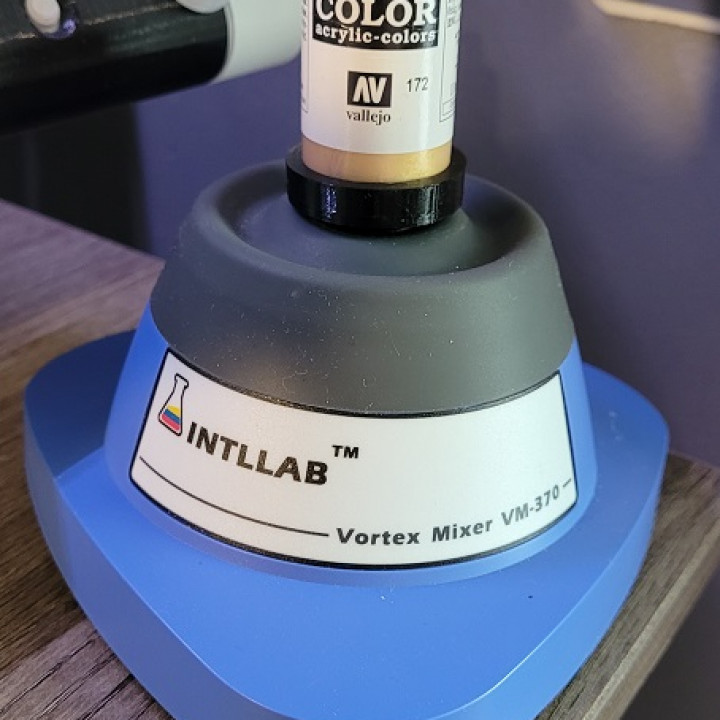 COLOR
acrylic-colors
AV 172
vallejo
INTLLAB™
Vortex Mixer VM-370